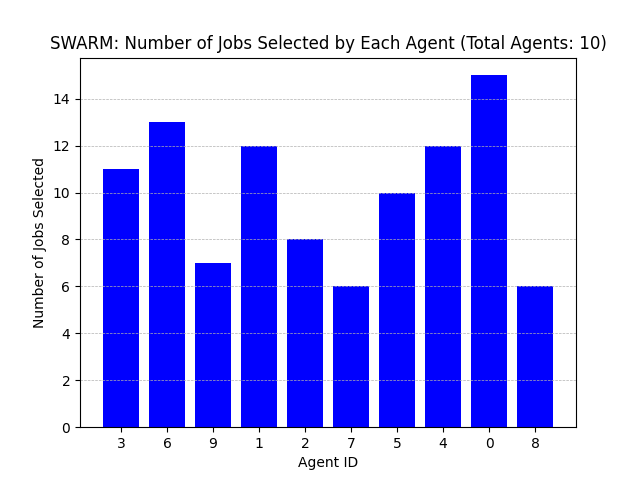 SWARM: Number of Jobs Selected by Each Agent (Total Agents: 10)
Number of Jobs Selected
14
12
10
8
6
4
2
0
3 6 9 1 2 7 5 4 0 8
Agent ID